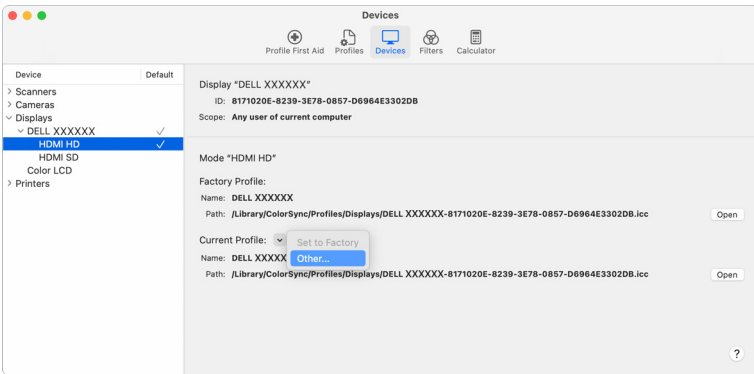 Devices
Profile First Aid Profiles Devices Filters Calculator
Device Default
Scanners
Cameras
Displays
DELL XXXXXX
HDMI HD
HDMI SD
Color LCD
Printers
Display “DELL XXXXXX”
ID: 8171020E-8239-3E78-0857-D6964E3302DB
Scope: Any user of current computer
Mode “HDMI HD”
Factory Profile:
Name: DELL XXXXXX
Path: /Library/ColorSync/Profiles/Displays/DELL XXXXXX-8171020E-8239-3E78-0857-D6964E3302DB.icc Open
Current Profile: Set to Factory
Name: DELL XXXXX Other...
Path: /Library/ColorSync/Profiles/Displays/DELL XXXXXX-8171020E-8239-3E78-0857-D6964E3302DB.icc Open
?